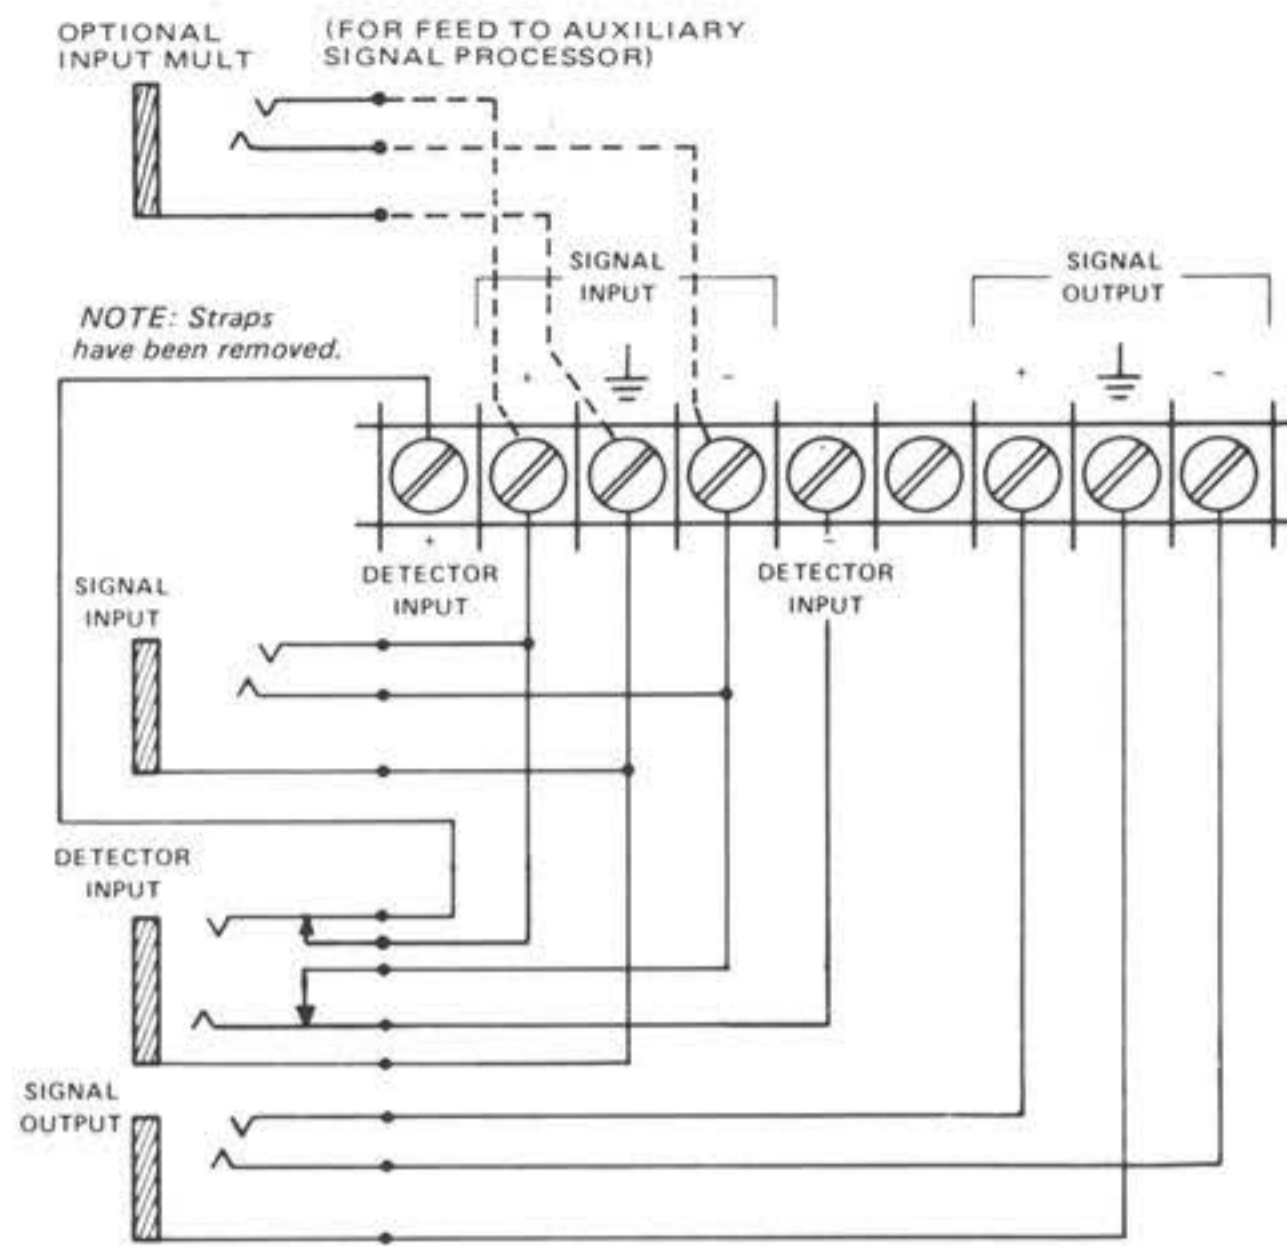 OPTIONAL
INPUT MULT
(FOR FEED TO AUXILIARY
SIGNAL PROCESSOR)
SIGNAL
INPUT
SIGNAL
OUTPUT
NOTE: Straps
have been removed.
+
-
+
-
+
-
DETECTOR
INPUT
DETECTOR
INPUT
SIGNAL
INPUT
DETECTOR
INPUT
SIGNAL
OUTPUT